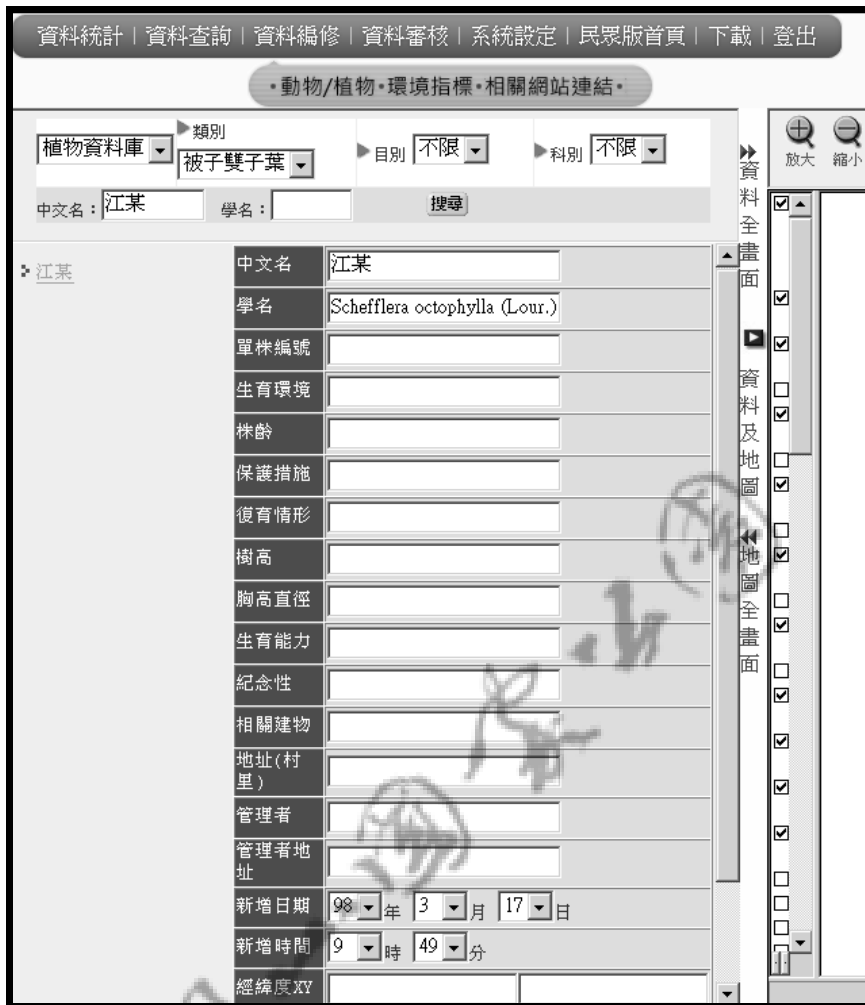 資料統計 | 資料查詢 | 資料編修 | 資料審核 | 系統設定 | 民眾版首頁 | 下載 | 登出
‧動物/植物‧環境指標‧相關網站連結‧
植物資料庫 類別 被子雙子葉 目別 不限 科別 不限
中文名：江某 學名： 搜尋
江某
中文名 江某
學名 Schefflera octophylla (Lour.)
單株編號
生育環境
株齡
保護措施
復育情形
樹高
胸高直徑
生育能力
紀念性
相關建物
地址(村里)
管理者
管理者地址
新增日期 98 年 3 月 17 日
新增時間 9 時 49 分
經緯度XY
資料全畫面
資料及地圖
地圖全畫面
放大 縮小